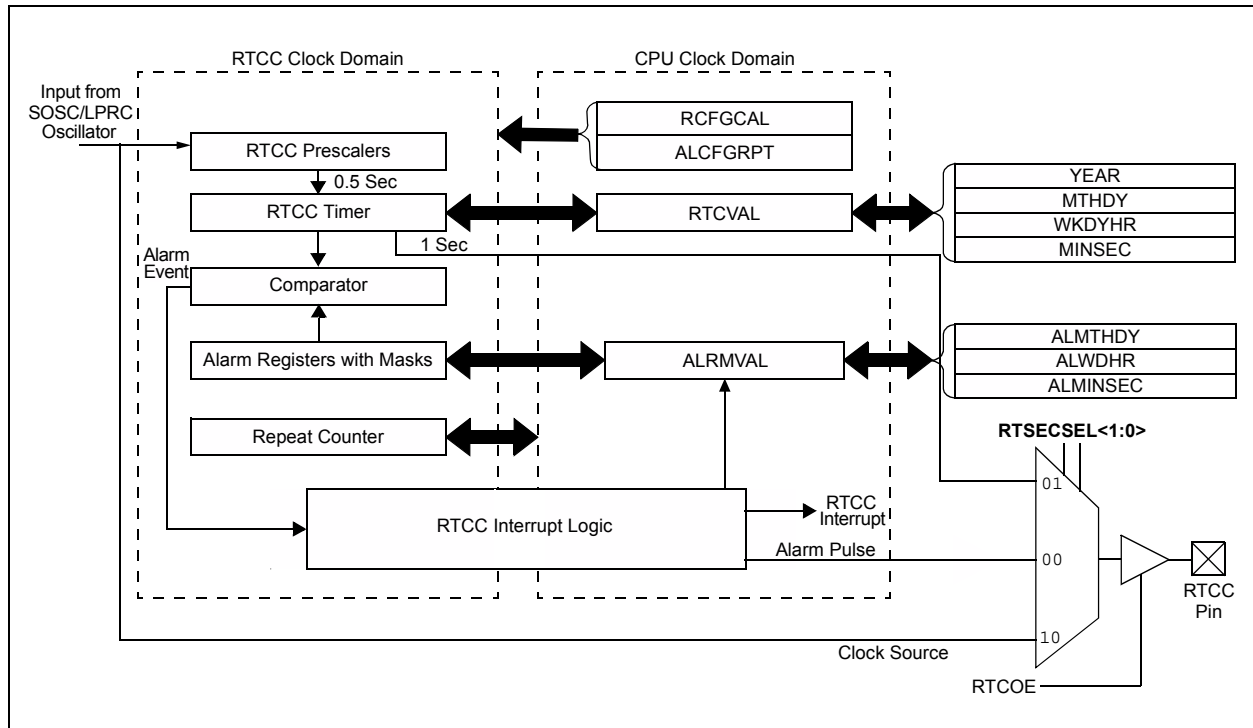 RTCC Clock Domain
CPU Clock Domain
Input from
SOSC/LPRC
Oscillator
RCFGCAL
ALCFGRPT
RTCC Prescalers
0.5 Sec
YEAR
MTHDY
WKDYHR
MINSEC
RTCC Timer
RTCVAL
1 Sec
Alarm
Event
Comparator
Alarm Registers with Masks
ALRMVAL
ALMTHDY
ALWDHR
ALMINSEC
Repeat Counter
RTSECSEL<1:0>
01
RTCC Interrupt Logic
RTCC
Interrupt
Alarm Pulse
00
RTCC
Pin
10
Clock Source
RTCOE